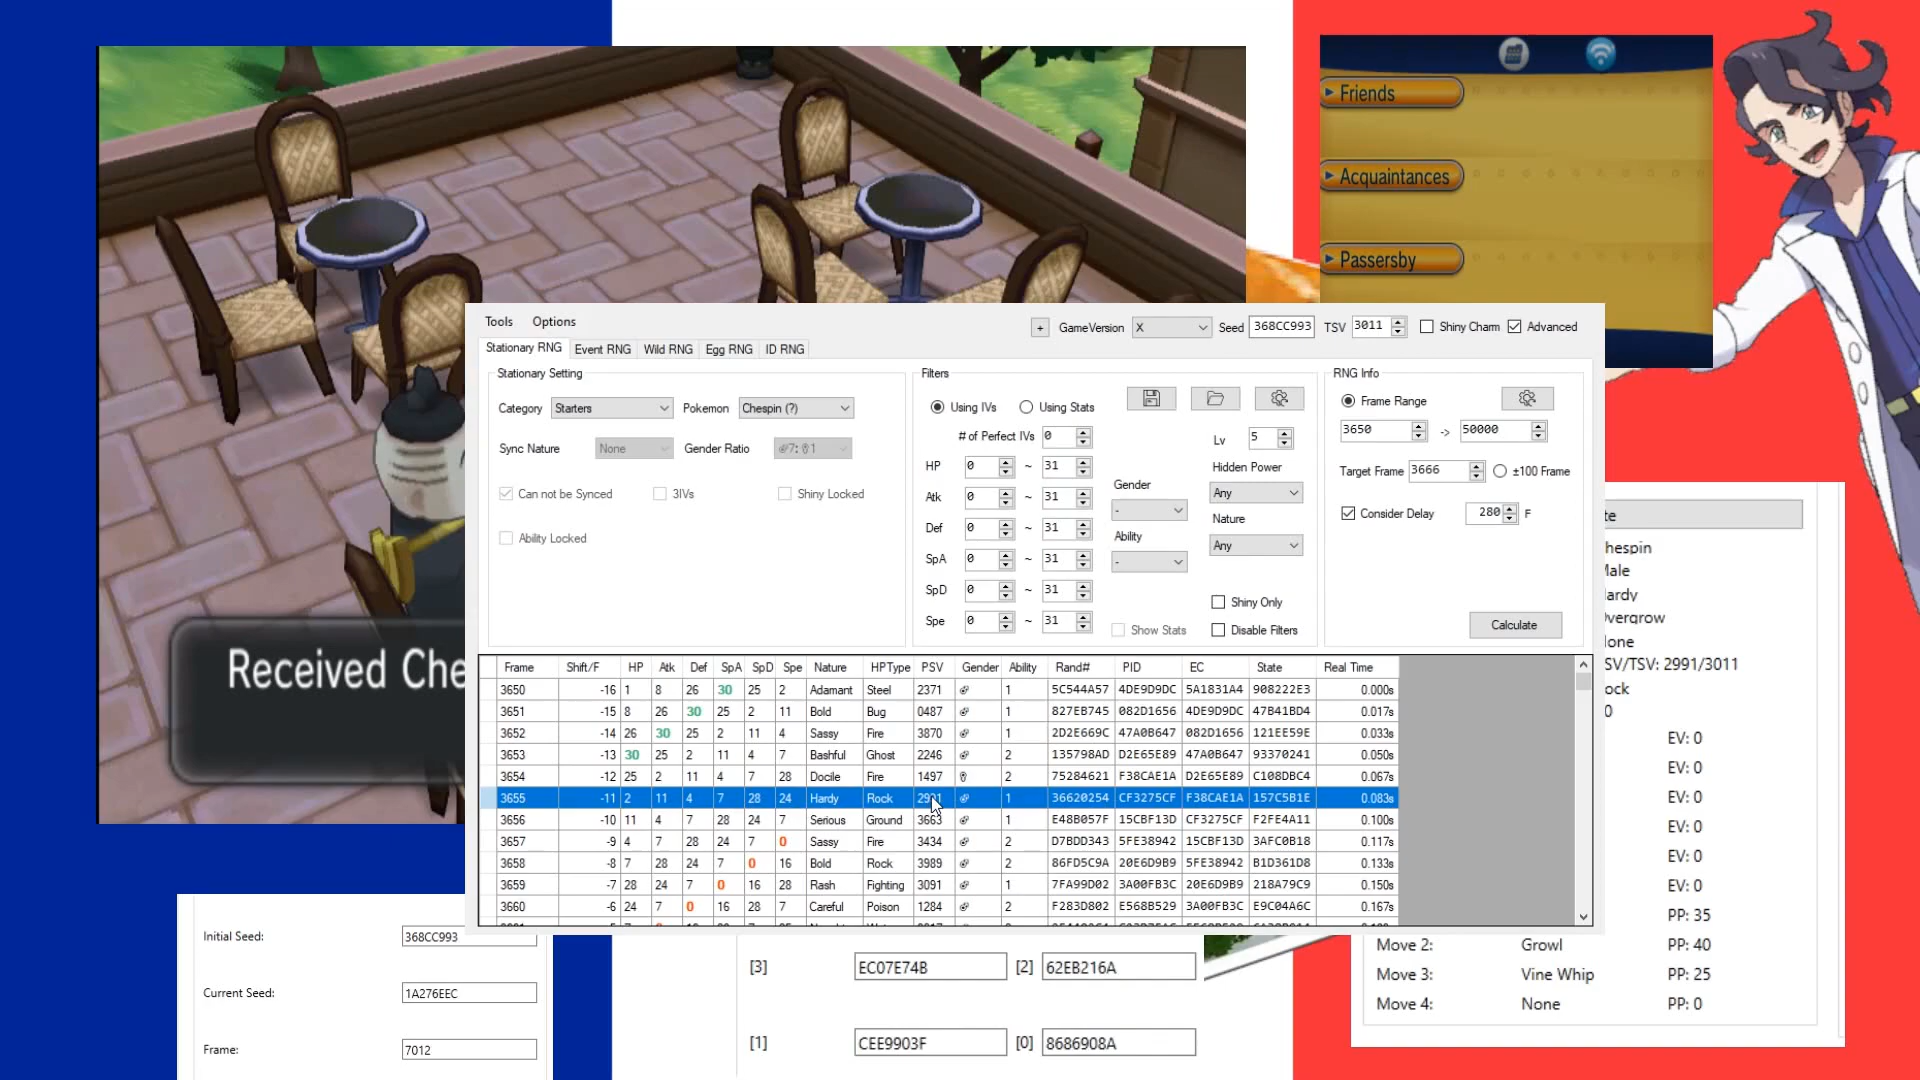 Friends
Acquaintances
Passersby
Received Che
Tools Options
+ GameVersion X Seed 368CC993 TSV 3011 Shiny Charm Advanced
Stationary RNG Event RNG Wild RNG Egg RNG ID RNG
Stationary Setting
Category Starters Pokemon Chespin (?)
Sync Nature None Gender Ratio ♂7:♀1
Can not be Synced 3IVs Shiny Locked
Ability Locked
Filters
Using IVs Using Stats
# of Perfect IVs 0
HP 0 ~ 31
Atk 0 ~ 31
Def 0 ~ 31
SpA 0 ~ 31
SpD 0 ~ 31
Spe 0 ~ 31
Lv 5
Hidden Power
Any
Gender
-
Nature
Any
Ability
-
Shiny Only
Show Stats Disable Filters
RNG Info
Frame Range
3650 -> 50000
Target Frame 3666 ±100 Frame
Consider Delay 280 F
Calculate
Frame Shift/F HP Atk Def SpA SpD Spe Nature HPType PSV Gender Ability Rand# PID EC State Real Time
3650 -16 1 8 26 30 25 2 Adamant Steel 2371 ♂ 1 5C544A57 4DE9D9DC 5A1831A4 908222E3 0.000s
3651 -15 8 26 30 25 2 11 Bold Bug 0487 ♂ 1 827EB745 082D1656 4DE9D9DC 47B41BD4 0.017s
3652 -14 26 30 25 2 11 4 Sassy Fire 3870 ♂ 1 2D2E669C 47A0B647 082D1656 121EE59E 0.033s
3653 -13 30 25 2 11 4 7 Bashful Ghost 2246 ♂ 2 135798AD D2E65E89 47A0B647 93370241 0.050s
3654 -12 25 2 11 4 7 28 Docile Fire 1497 ♀ 2 75284621 F38CAE1A D2E65E89 C108DBC4 0.067s
3655 -11 2 11 4 7 28 24 Hardy Rock 2991 ♂ 1 36620254 CF3275CF F38CAE1A 157C5B1E 0.083s
3656 -10 11 4 7 28 24 7 Serious Ground 3663 ♂ 1 E48B057F 15CBF13D CF3275CF F2FE4A11 0.100s
3657 -9 4 7 28 24 7 0 Sassy Fire 3434 ♂ 2 D7BDD343 5FE38942 15CBF13D 3AFC0B18 0.117s
3658 -8 7 28 24 7 0 16 Bold Rock 3989 ♂ 2 86FD5C9A 20E6D9B9 5FE38942 B1D361D8 0.133s
3659 -7 28 24 7 0 16 28 Rash Fighting 3091 ♂ 1 7FA99D02 3A00FB3C 20E6D9B9 218A79C9 0.150s
3660 -6 24 7 0 16 28 7 Careful Poison 1284 ♂ 2 F283D802 E568B529 3A00FB3C E9C04A6C 0.167s
te
hespin
Male
ardy
Overgrow
None
SV/TSV: 2991/3011
ock
0
EV: 0
EV: 0
EV: 0
EV: 0
EV: 0
EV: 0
PP: 35
Move 2: Growl PP: 40
Move 3: Vine Whip PP: 25
Move 4: None PP: 0
Initial Seed: 368CC993
Current Seed: 1A276EEC
Frame: 7012
[3] EC07E74B [2] 62EB216A
[1] CEE9903F [0] 8686908A